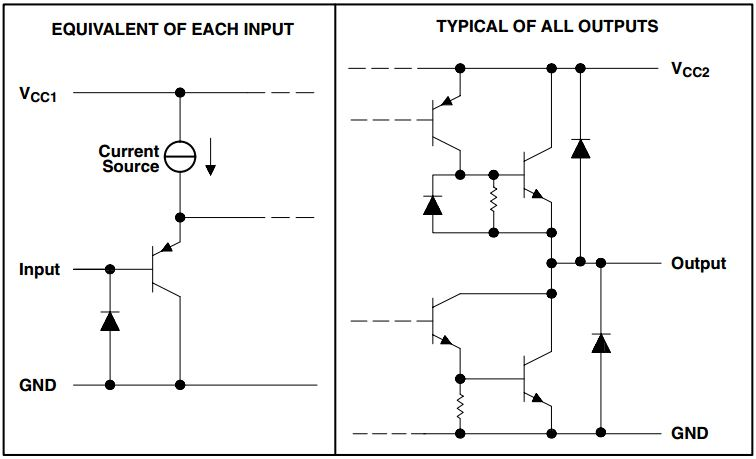 EQUIVALENT OF EACH INPUT
VCC1
Current
Source
Input
GND
TYPICAL OF ALL OUTPUTS
VCC2
Output
GND